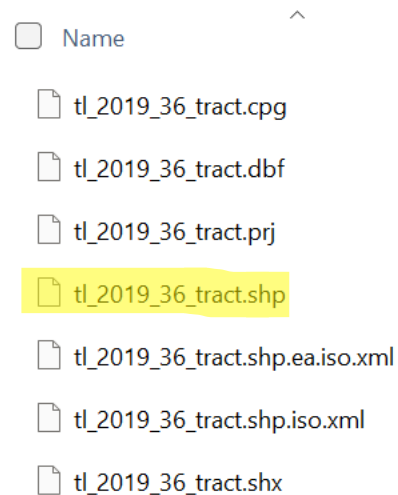 Name
tl_2019_36_tract.cpg
tl_2019_36_tract.dbf
tl_2019_36_tract.prj
tl_2019_36_tract.shp
tl_2019_36_tract.shp.ea.iso.xml
tl_2019_36_tract.shp.iso.xml
tl_2019_36_tract.shx